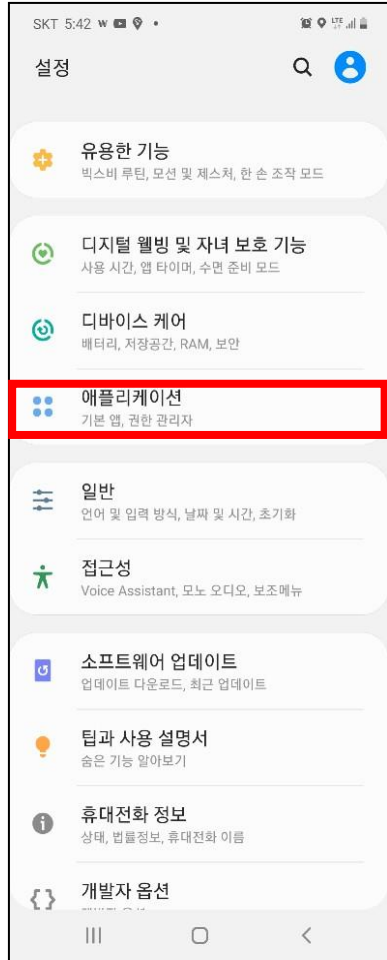 SKT 5:42
설정
유용한 기능
빅스비 루틴, 모션 및 제스처, 한 손 조작 모드
디지털 웰빙 및 자녀 보호 기능
사용 시간, 앱 타이머, 수면 준비 모드
디바이스 케어
배터리, 저장공간, RAM, 보안
애플리케이션
기본 앱, 권한 관리자
일반
언어 및 입력 방식, 날짜 및 시간, 초기화
접근성
Voice Assistant, 모노 오디오, 보조메뉴
소프트웨어 업데이트
업데이트 다운로드, 최근 업데이트
팁과 사용 설명서
숨은 기능 알아보기
휴대전화 정보
상태, 법률정보, 휴대전화 이름
개발자 옵션